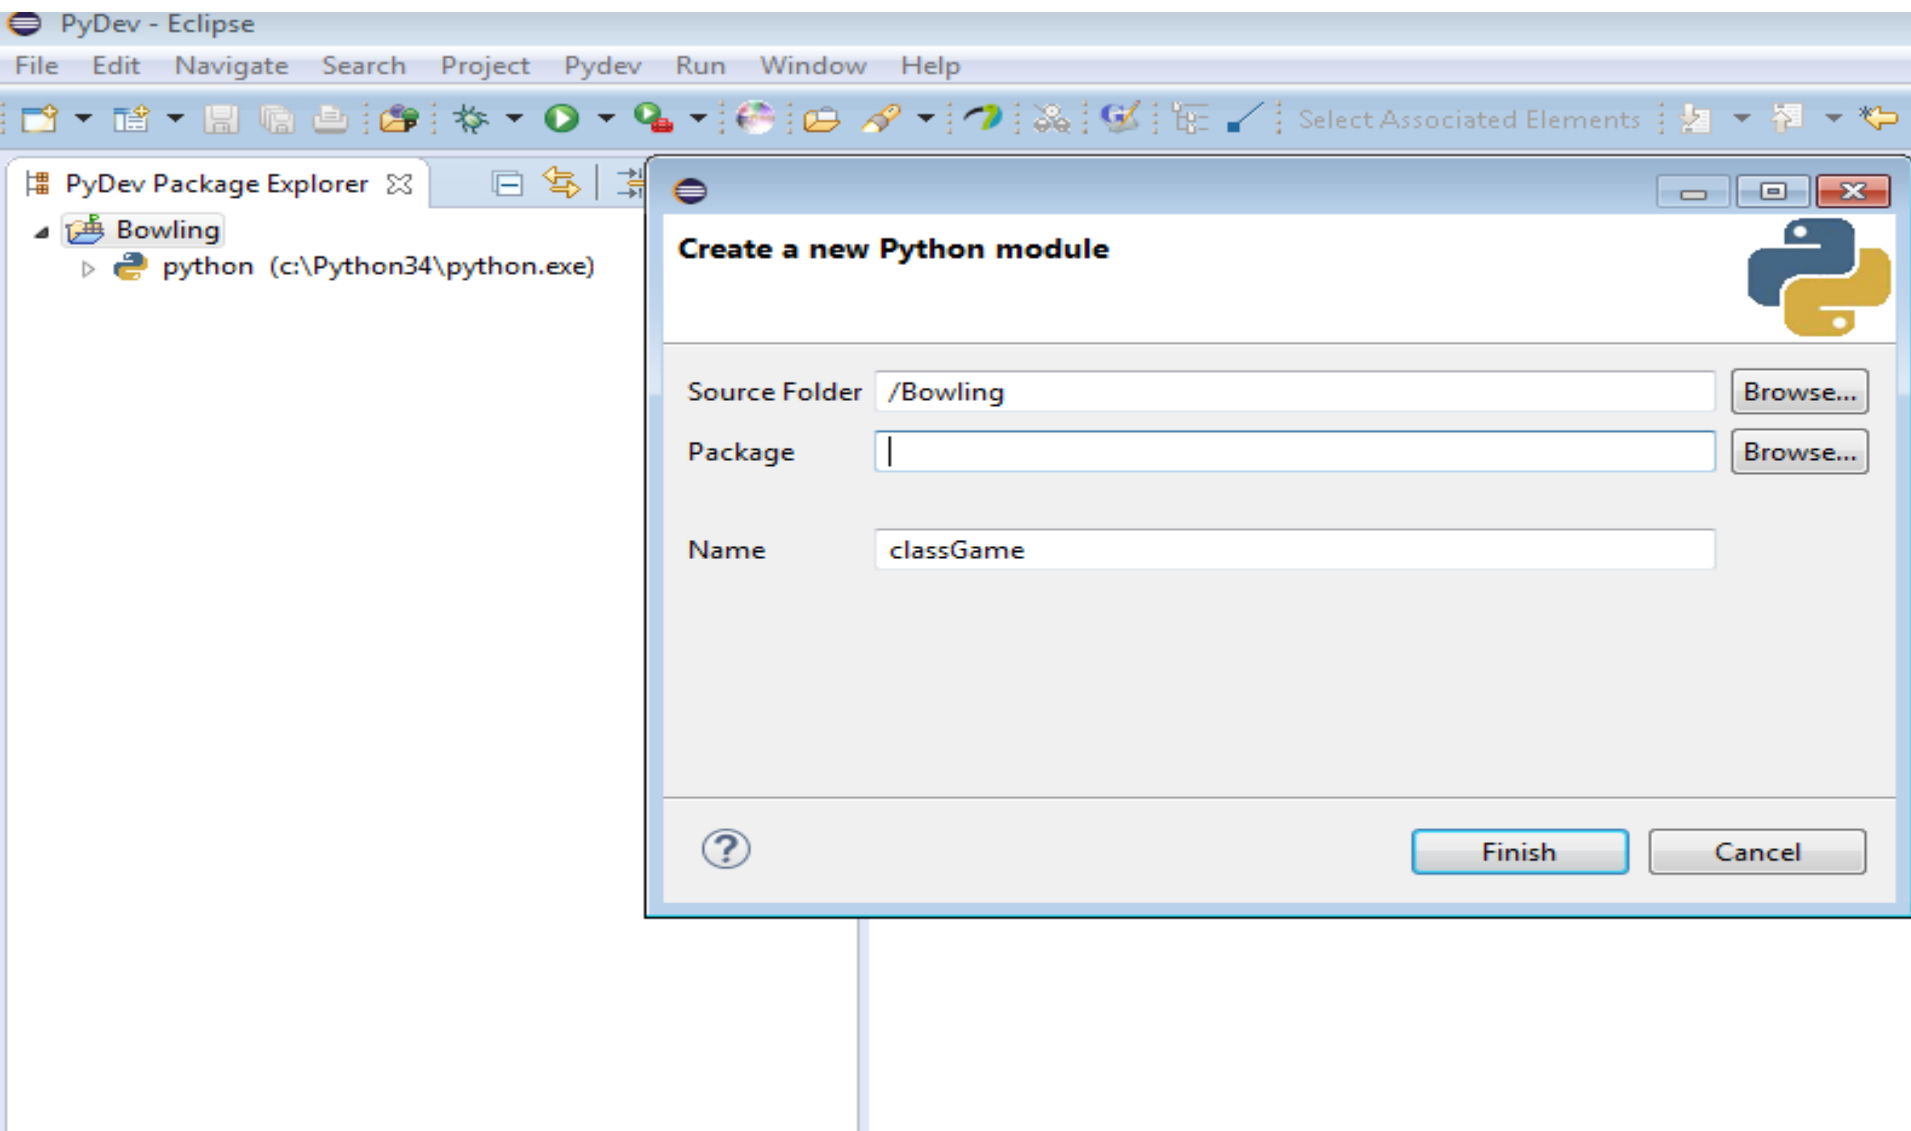 PyDev - Eclipse
File Edit Navigate Search Project Pydev Run Window Help
Select Associated Elements
PyDev Package Explorer
Bowling
python (c:\Python34\python.exe)
Create a new Python module
Source Folder /Bowling Browse...
Package Browse...
Name classGame
? Finish Cancel